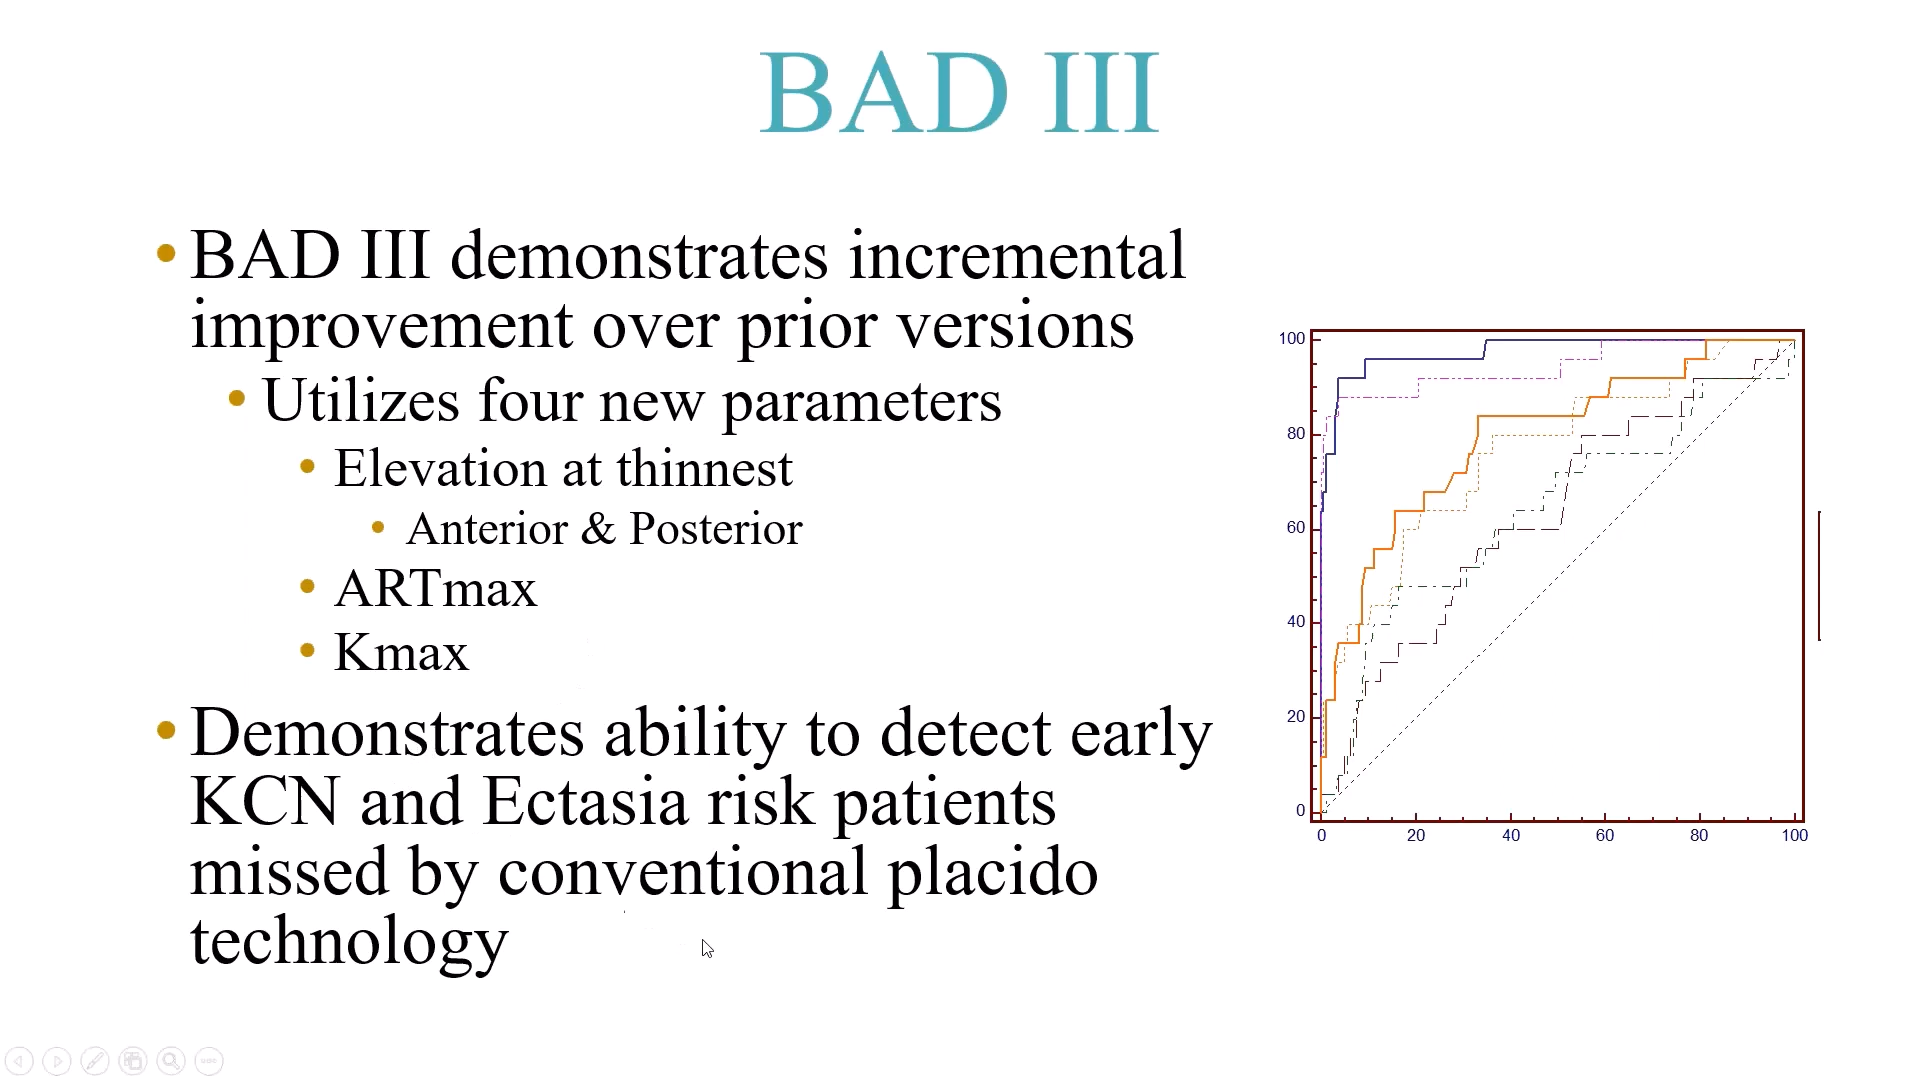 BAD III
• BAD III demonstrates incremental
improvement over prior versions
• Utilizes four new parameters
• Elevation at thinnest
• Anterior & Posterior
• ARTmax
• Kmax
• Demonstrates ability to detect early
KCN and Ectasia risk patients
missed by conventional placido
technology
100
80
60
40
20
0
0 20 40 60 80 100